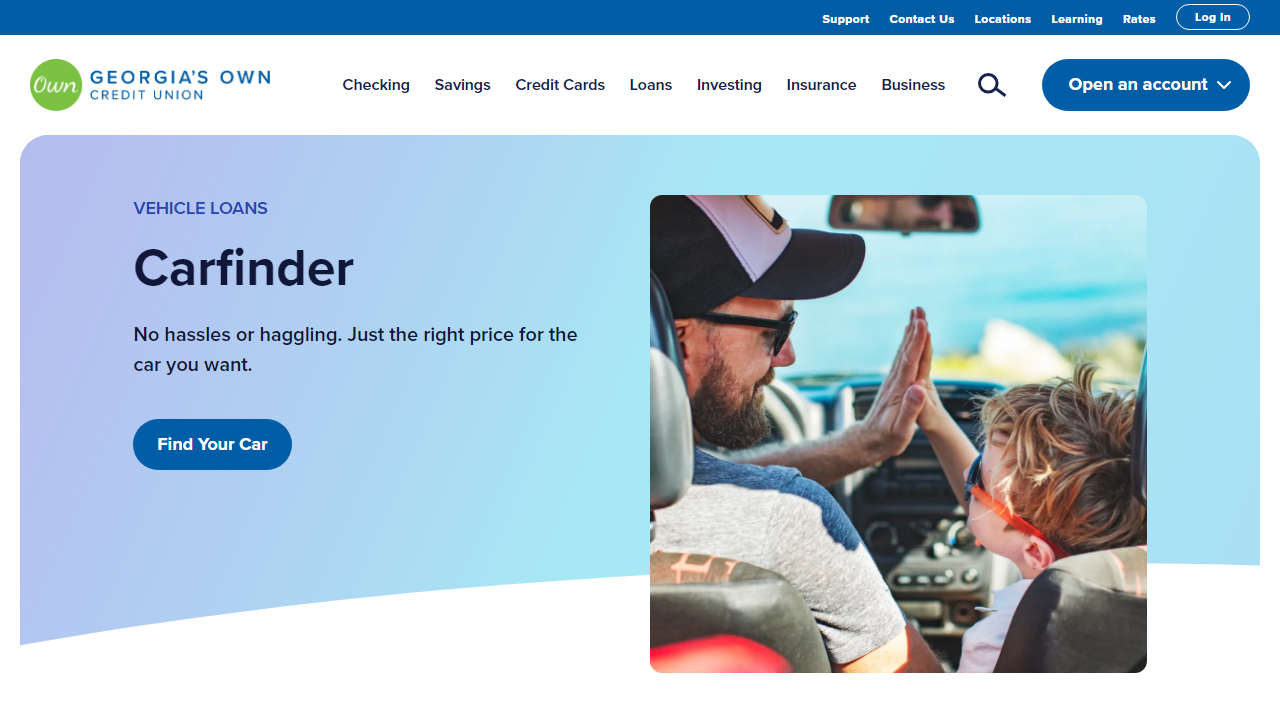 Support Contact Us Locations Learning Rates Log In
Own GEORGIA'S OWN
CREDIT UNION
Checking Savings Credit Cards Loans Investing Insurance Business Open an account
VEHICLE LOANS
Carfinder
No hassles or haggling. Just the right price for the
car you want.
Find Your Car